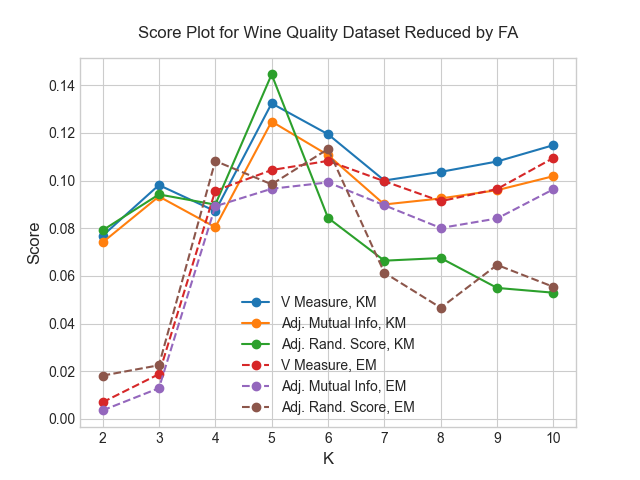 Score Plot for Wine Quality Dataset Reduced by FA
0.14
0.12
0.10
0.08
0.06
0.04
0.02
0.00
Score
V Measure, KM
Adj. Mutual Info, KM
Adj. Rand. Score, KM
V Measure, EM
Adj. Mutual Info, EM
Adj. Rand. Score, EM
2 3 4 5 6 7 8 9 10
K